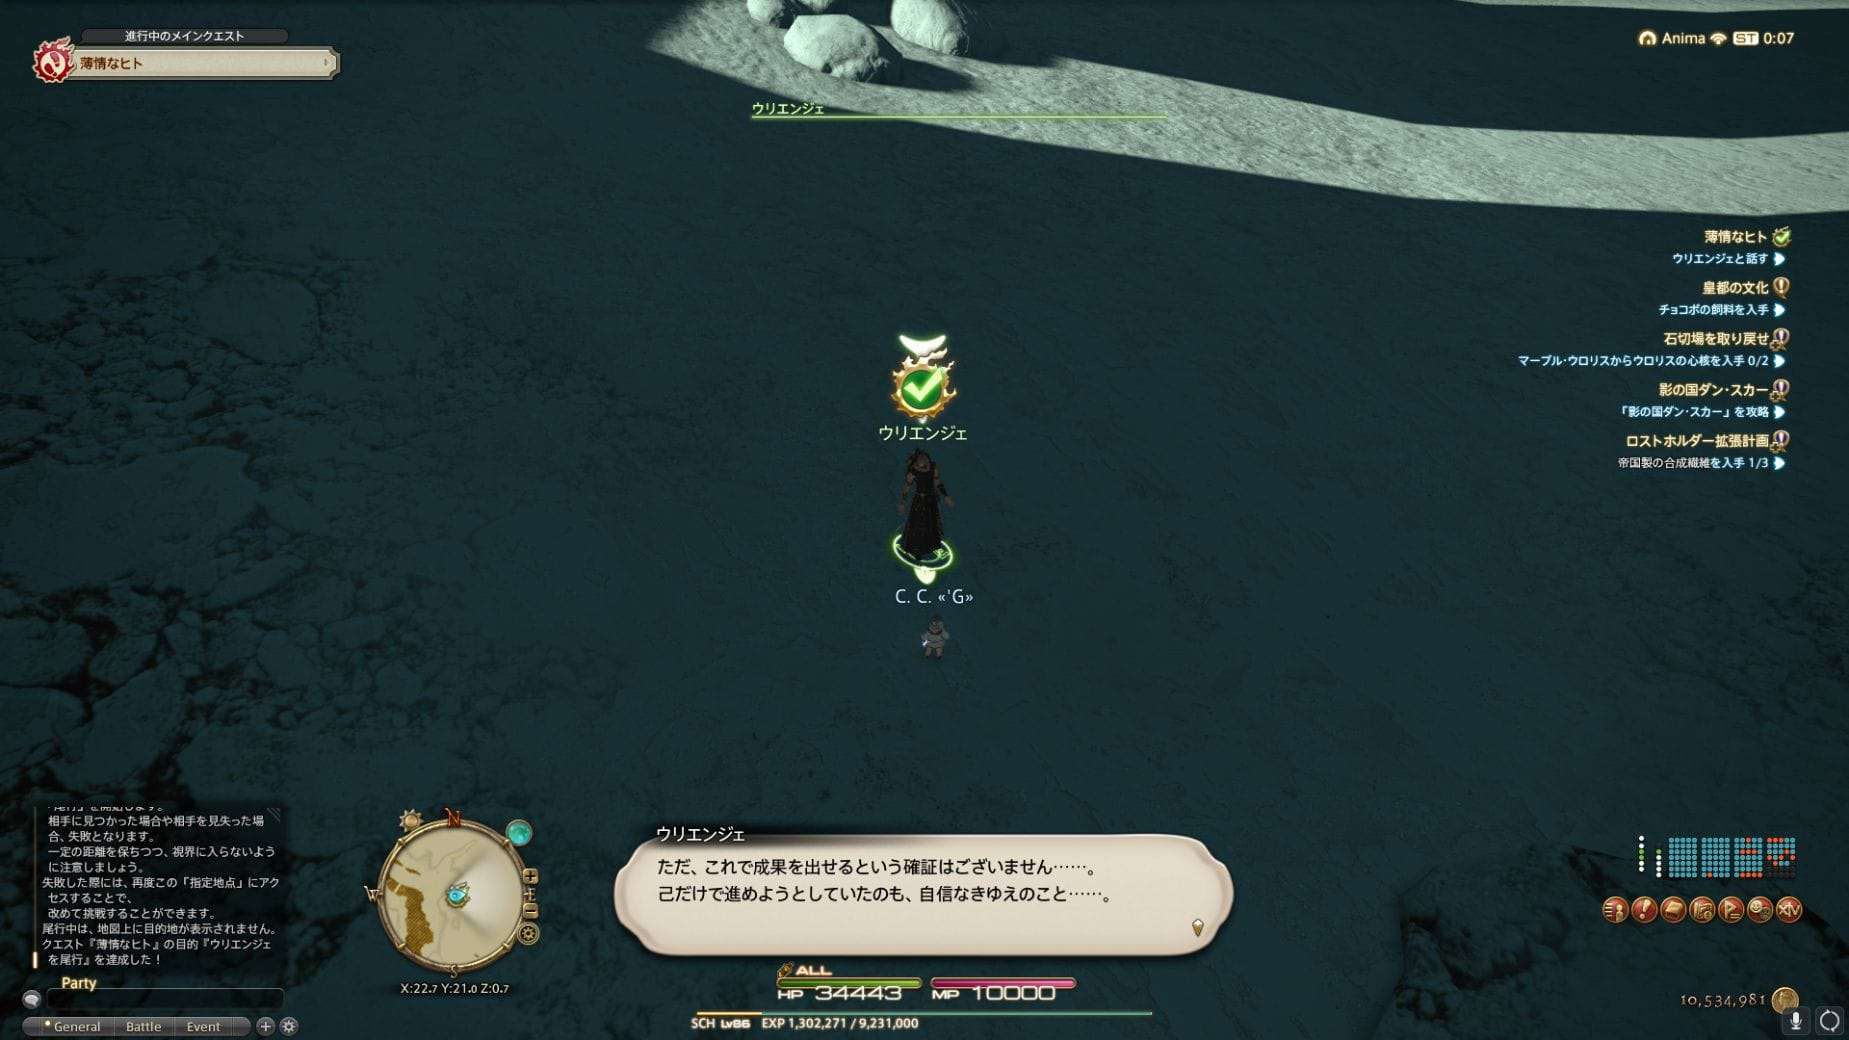 進行中のメインクエスト
薄情なヒト
Anima ST 0:07
ウリエンジェ
薄情なヒト
ウリエンジェと話す
皇都の文化
チョコボの飼料を入手
石切場を取り戻せ
マーブル・ウロリスからウロリスの心核を入手 0/2
影の国ダン・スカー
「影の国ダン・スカー」を攻略
ロストホルダー拡張計画
帝国製の合成繊維を入手 1/3
ウリエンジェ
C. C. «'G»
「尾行」を開始します。
相手に見つかった場合や相手を見失った場
合、失敗となります。
一定の距離を保ちつつ、視界に入らないよう
に注意しましょう。
失敗した際には、再度この「指定地点」にアク
セスすることで、
改めて挑戦することができます。
尾行中は、地図上に目的地が表示されません。
クエスト『薄情なヒト』の目的『ウリエンジェ
を尾行』を達成した！
Party
General Battle Event
N
W
S
X:22.7 Y:21.0 Z:0.7
ウリエンジェ
ただ、これで成果を出せるという確証はございません……。
己だけで進めようとしていたのも、自信なきゆえのこと……。
ALL
HP 34443 MP 10000
SCH Lv86 EXP 1,302,271 / 9,231,000
XIV
10,534,981